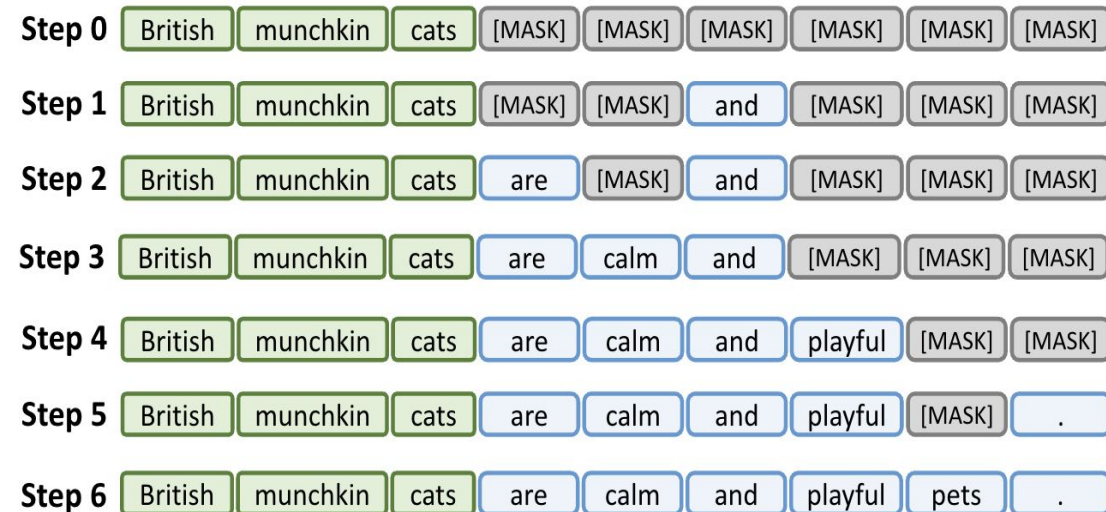 Step 0 British munchkin cats [MASK] [MASK] [MASK] [MASK] [MASK] [MASK]
Step 1 British munchkin cats [MASK] [MASK] and [MASK] [MASK] [MASK]
Step 2 British munchkin cats are [MASK] and [MASK] [MASK] [MASK]
Step 3 British munchkin cats are calm and [MASK] [MASK] [MASK]
Step 4 British munchkin cats are calm and playful [MASK] [MASK]
Step 5 British munchkin cats are calm and playful [MASK] .
Step 6 British munchkin cats are calm and playful pets .